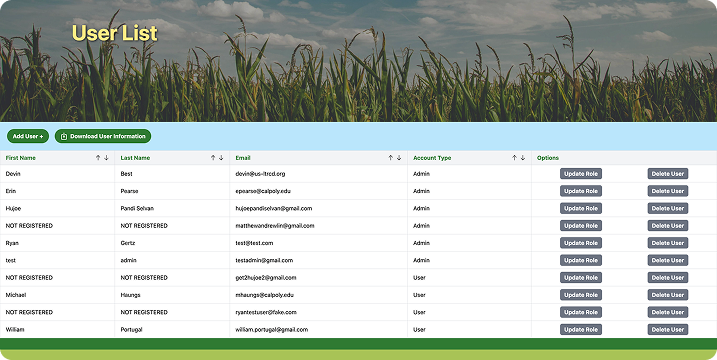 User List
Add User + Download User Information
First Name Last Name Email Account Type Options
Devin Best devin@us-ltrcd.org Admin Update Role Delete User
Erin Pearse epearse@calpoly.edu Admin Update Role Delete User
Hujoe Pandi Selvan hujoepandiselvan@gmail.com Admin Update Role Delete User
NOT REGISTERED NOT REGISTERED matthewandrewlin@gmail.com Admin Update Role Delete User
Ryan Gertz test@test.com Admin Update Role Delete User
test admin testadmin@gmail.com Admin Update Role Delete User
NOT REGISTERED NOT REGISTERED get2hujoe2@gmail.com User Update Role Delete User
Michael Haungs mhaungs@calpoly.edu User Update Role Delete User
NOT REGISTERED NOT REGISTERED ryantestuser@fake.com User Update Role Delete User
William Portugal william.portugal@gmail.com User Update Role Delete User